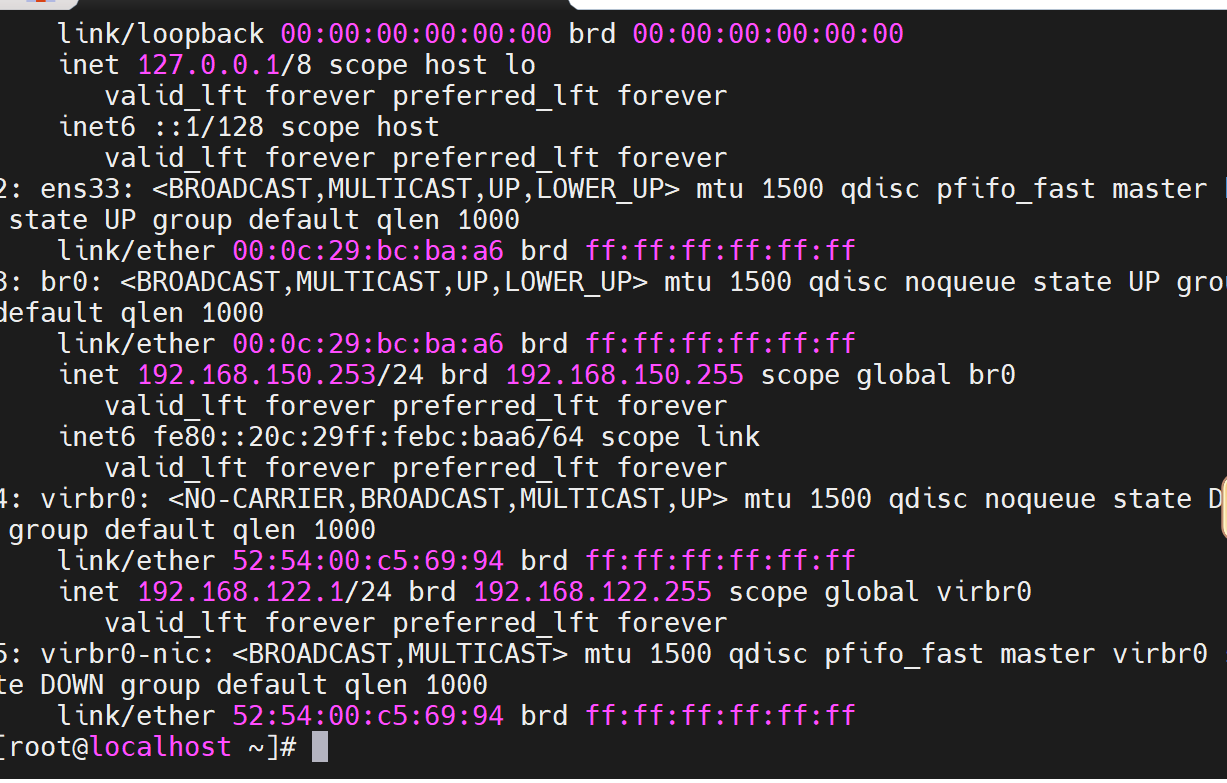 link/loopback 00:00:00:00:00:00 brd 00:00:00:00:00:00
inet 127.0.0.1/8 scope host lo
valid_lft forever preferred_lft forever
inet6 ::1/128 scope host
valid_lft forever preferred_lft forever
2: ens33: <BROADCAST,MULTICAST,UP,LOWER_UP> mtu 1500 qdisc pfifo_fast master
state UP group default qlen 1000
link/ether 00:0c:29:bc:ba:a6 brd ff:ff:ff:ff:ff:ff
3: br0: <BROADCAST,MULTICAST,UP,LOWER_UP> mtu 1500 qdisc noqueue state UP grou
default qlen 1000
link/ether 00:0c:29:bc:ba:a6 brd ff:ff:ff:ff:ff:ff
inet 192.168.150.253/24 brd 192.168.150.255 scope global br0
valid_lft forever preferred_lft forever
inet6 fe80::20c:29ff:febc:baa6/64 scope link
valid_lft forever preferred_lft forever
4: virbr0: <NO-CARRIER,BROADCAST,MULTICAST,UP> mtu 1500 qdisc noqueue state D
group default qlen 1000
link/ether 52:54:00:c5:69:94 brd ff:ff:ff:ff:ff:ff
inet 192.168.122.1/24 brd 192.168.122.255 scope global virbr0
valid_lft forever preferred_lft forever
5: virbr0-nic: <BROADCAST,MULTICAST> mtu 1500 qdisc pfifo_fast master virbr0
te DOWN group default qlen 1000
link/ether 52:54:00:c5:69:94 brd ff:ff:ff:ff:ff:ff
[root@localhost ~]#